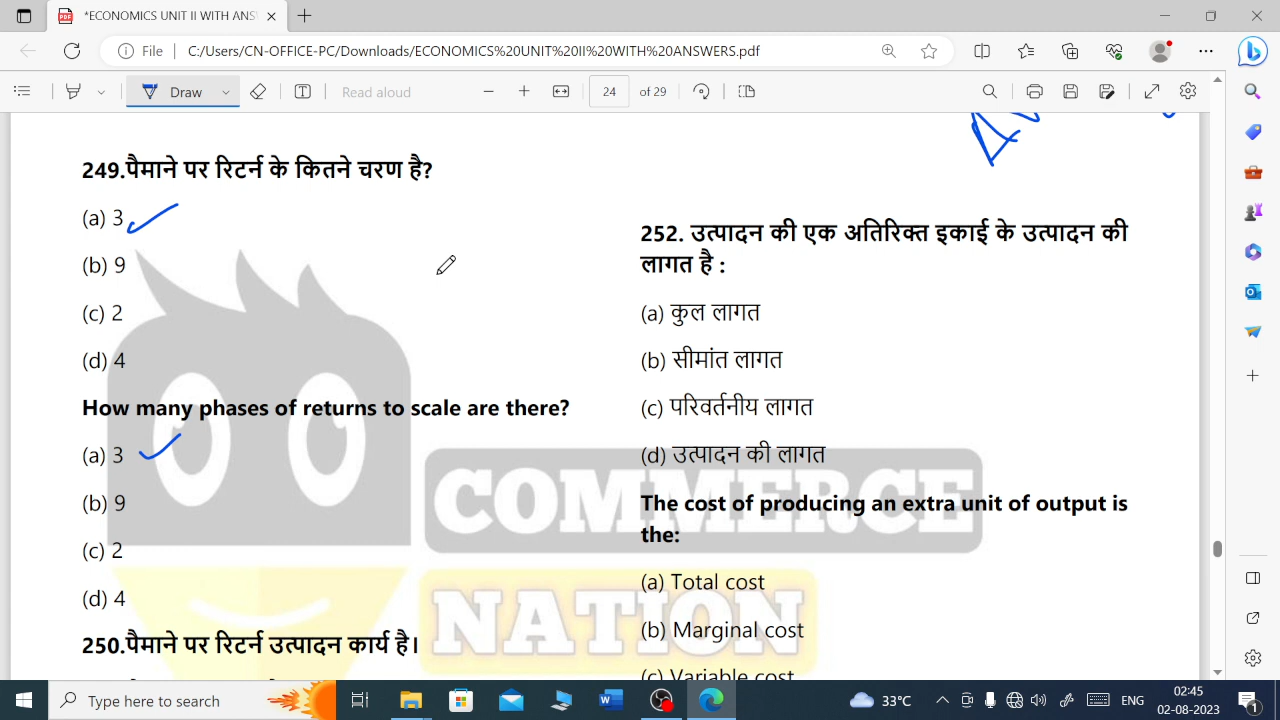 *ECONOMICS UNIT II WITH ANS
File
C:/Users/CN-OFFICE-PC/Downloads/ECONOMICS%20UNIT%20II%20WITH%20ANSWERS.pdf
Draw
Read aloud
24
of 29
249.पैमाने पर रिटर्न के कितने चरण है?
(a) 3
(b) 9
(c) 2
(d) 4
How many phases of returns to scale are there?
(a) 3
(b) 9
(c) 2
(d) 4
250.पैमाने पर रिटर्न उत्पादन कार्य है।
252. उत्पादन की एक अतिरिक्त इकाई के उत्पादन की
लागत है :
(a) कुल लागत
(b) सीमांत लागत
(c) परिवर्तनीय लागत
(d) उत्पादन की लागत
The cost of producing an extra unit of output is
the:
(a) Total cost
(b) Marginal cost
(c) Variable cost
COMMERCE
NATION
Type here to search
33°C
ENG
02:45
02-08-2023
1